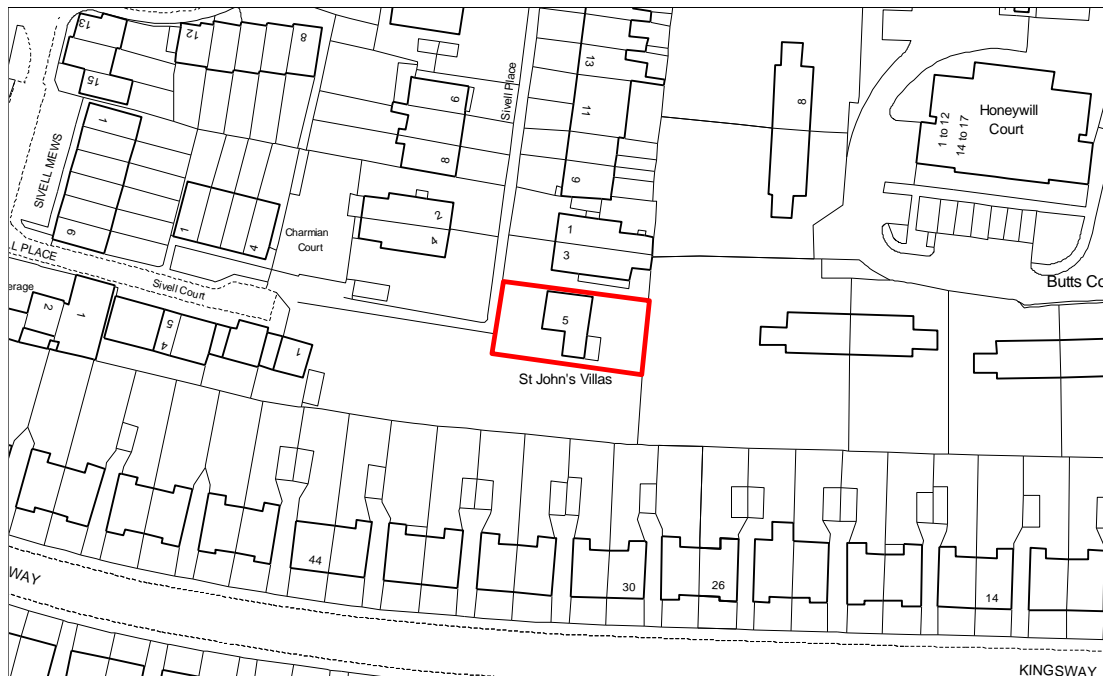 13
12
8
15
Sivell Place
13
11
9
6
8
8
Honeywill
Court
1 to 12
14 to 17
SIVELL MEWS
1
6
1
4
Charmian
Court
2
4
1
3
L PLACE
Sivell Court
erage
2
1
5
4
1
5
Butts Co
St John's Villas
44
30
26
14
WAY
KINGSWAY